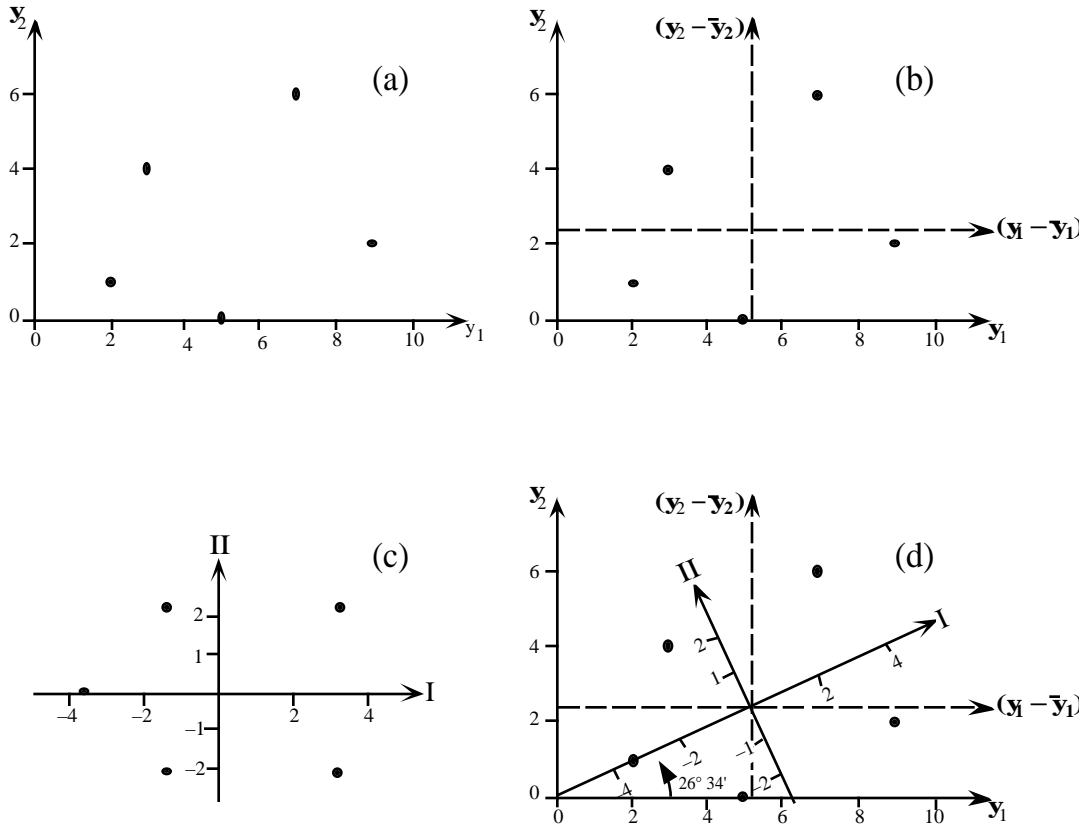 y₂
(a)
6
4
2
0
0 2 4 6 8 10
y₁
y₂
(y₂ – ȳ₂)
(b)
6
4
2
0
(y₁ – ȳ₁)
0 2 4 6 8 10
y₁
II
(c)
2
1
I
–4 –2 2 4
–1
–2
y₂
(y₂ – ȳ₂)
(d)
6
4
2
0
II
2
1
I
4
2
(y₁ – ȳ₁)
–1
–2
–2
–4
26° 34'
0 2 4 6 8 10
y₁